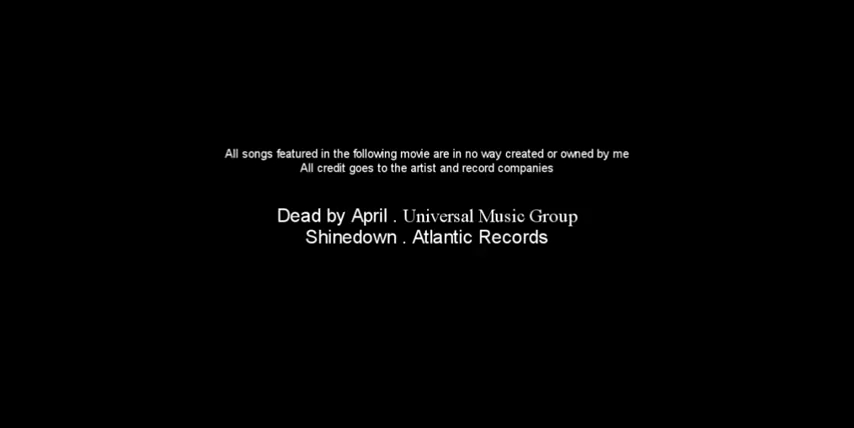 All songs featured in the following movie are in no way created or owned by me
All credit goes to the artist and record companies
Dead by April . Universal Music Group
Shinedown . Atlantic Records